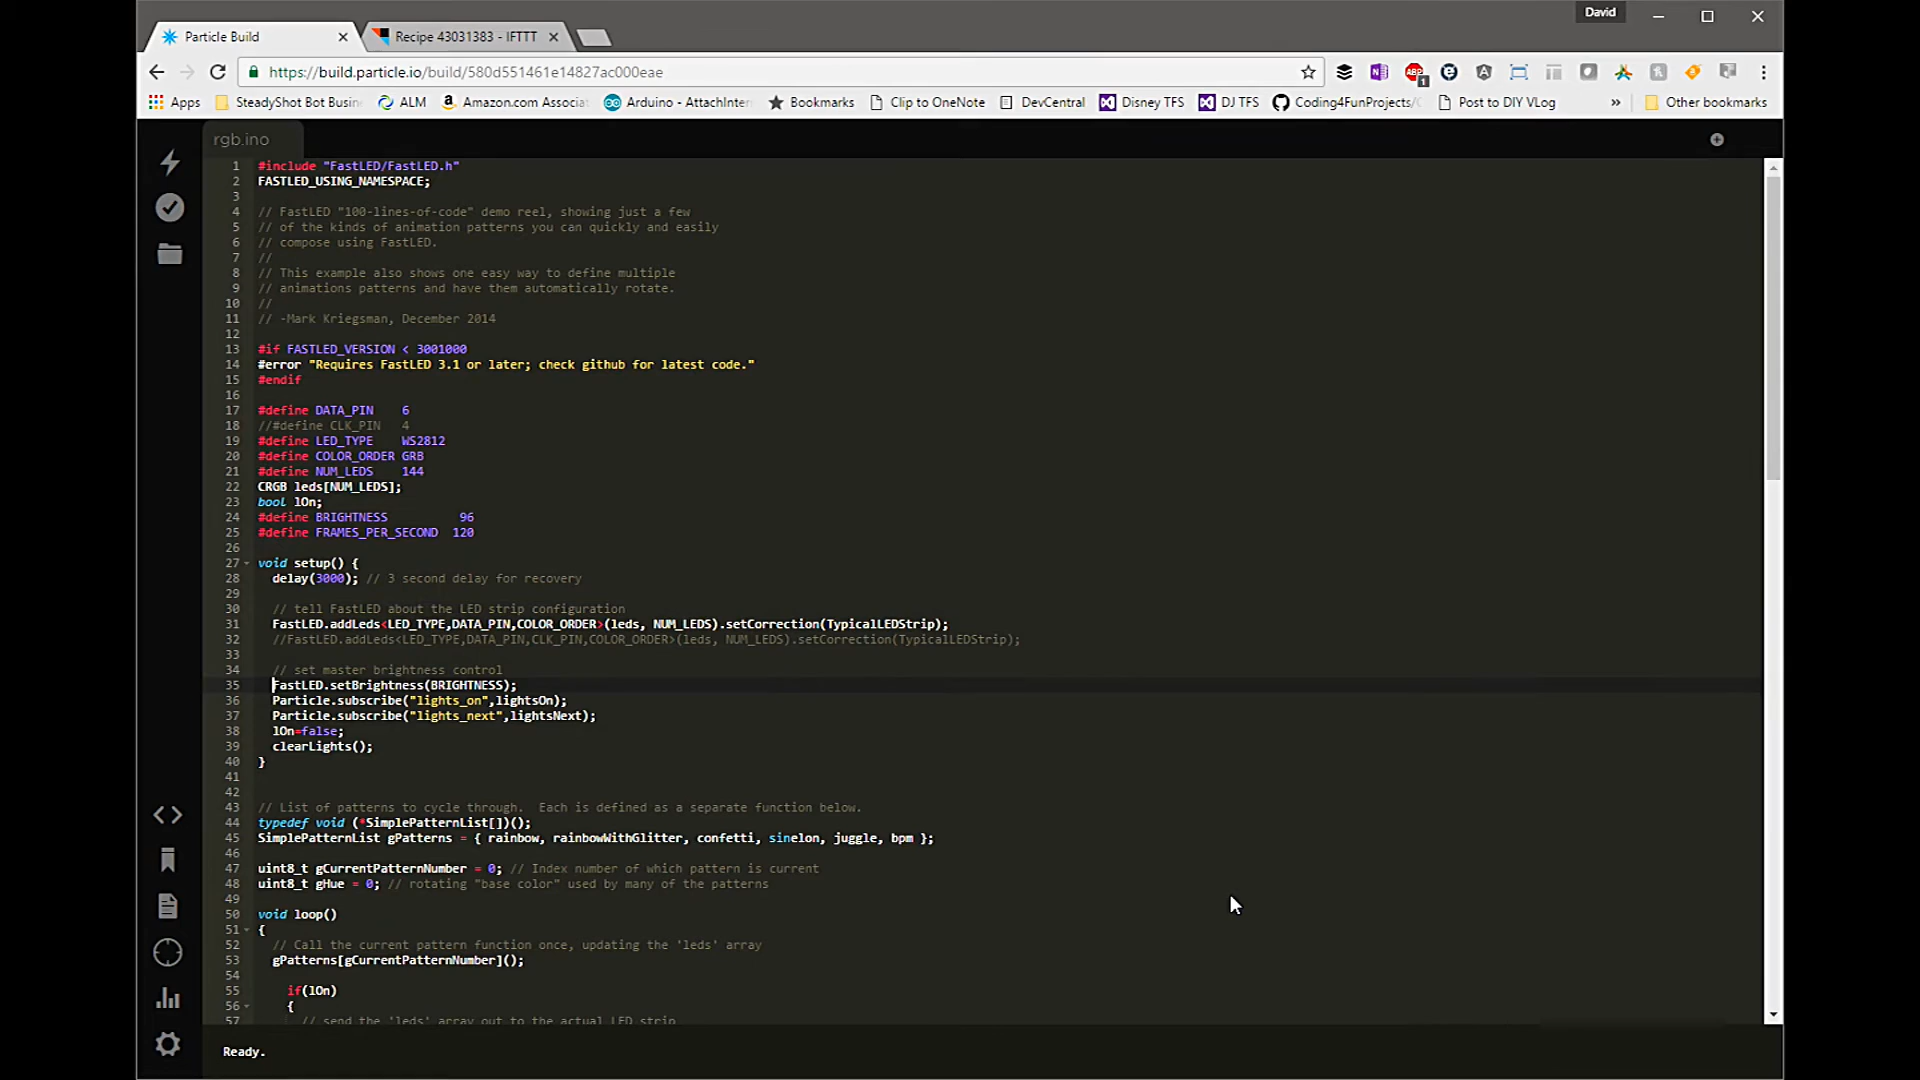 David
Particle Build
Recipe 43031383 - IFTTT
https://build.particle.io/build/580d551461e14827ac000eae
Apps SteadyShot Bot Busin ALM Amazon.com Associa Arduino - AttachInter Bookmarks Clip to OneNote DevCentral Disney TFS DJ TFS Coding4FunProjects/ Post to DIY VLog » Other bookmarks
rgb.ino
1 #include "FastLED/FastLED.h"
2 FASTLED_USING_NAMESPACE;
3
4 // FastLED "100-lines-of-code" demo reel, showing just a few
5 // of the kinds of animation patterns you can quickly and easily
6 // compose using FastLED.
7 //
8 // This example also shows one easy way to define multiple
9 // animations patterns and have them automatically rotate.
10 //
11 // -Mark Kriegsman, December 2014
12
13 #if FASTLED_VERSION < 3001000
14 #error "Requires FastLED 3.1 or later; check github for latest code."
15 #endif
16
17 #define DATA_PIN 6
18 //#define CLK_PIN 4
19 #define LED_TYPE WS2812
20 #define COLOR_ORDER GRB
21 #define NUM_LEDS 144
22 CRGB leds[NUM_LEDS];
23 bool lOn;
24 #define BRIGHTNESS 96
25 #define FRAMES_PER_SECOND 120
26
27 void setup() {
28 delay(3000); // 3 second delay for recovery
29
30 // tell FastLED about the LED strip configuration
31 FastLED.addLeds<LED_TYPE,DATA_PIN,COLOR_ORDER>(leds, NUM_LEDS).setCorrection(TypicalLEDStrip);
32 //FastLED.addLeds<LED_TYPE,DATA_PIN,CLK_PIN,COLOR_ORDER>(leds, NUM_LEDS).setCorrection(TypicalLEDStrip);
33
34 // set master brightness control
35 FastLED.setBrightness(BRIGHTNESS);
36 Particle.subscribe("lights_on",lightsOn);
37 Particle.subscribe("lights_next",lightsNext);
38 lOn=false;
39 clearLights();
40 }
41
42
43 // List of patterns to cycle through. Each is defined as a separate function below.
44 typedef void (*SimplePatternList[])();
45 SimplePatternList gPatterns = { rainbow, rainbowWithGlitter, confetti, sinelon, juggle, bpm };
46
47 uint8_t gCurrentPatternNumber = 0; // Index number of which pattern is current
48 uint8_t gHue = 0; // rotating "base color" used by many of the patterns
49
50 void loop()
51 {
52 // Call the current pattern function once, updating the 'leds' array
53 gPatterns[gCurrentPatternNumber]();
54
55 if(lOn)
56 {
57 // send the 'leds' array out to the actual LED strip
Ready.